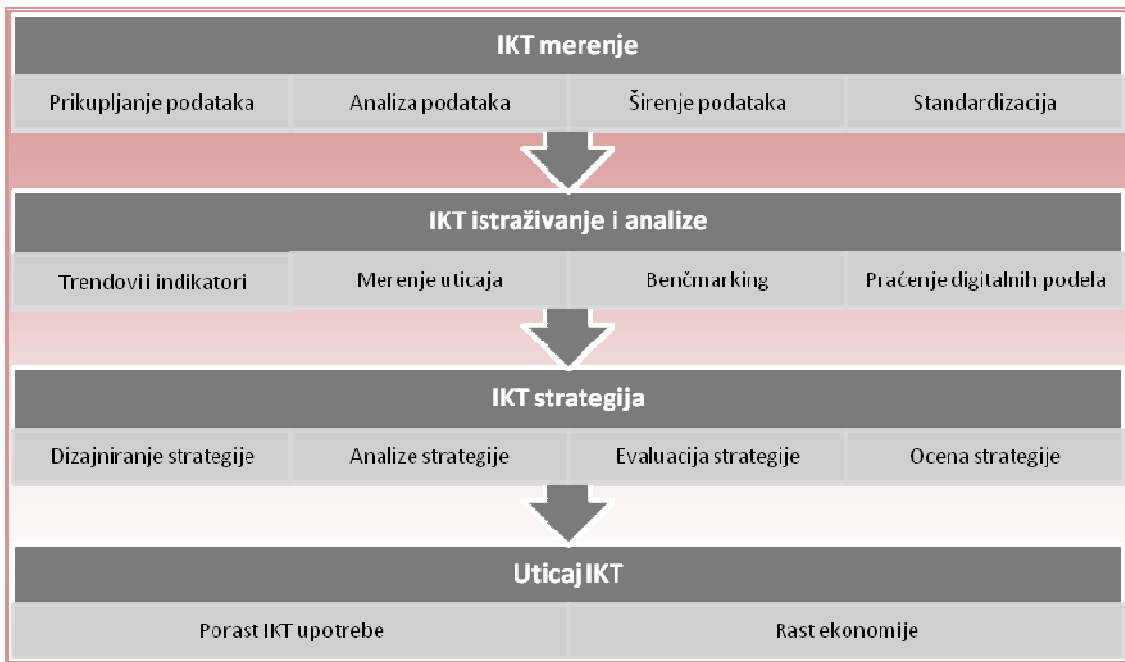 IKT merenje
Prikupljanje podataka Analiza podataka Širenje podataka Standardizacija
IKT istraživanje i analize
Trendovi i indikatori Merenje uticaja Benčmarking Praćenje digitalnih podela
IKT strategija
Dizajniranje strategije Analize strategije Evaluacija strategije Ocena strategije
Uticaj IKT
Porast IKT upotrebe Rast ekonomije